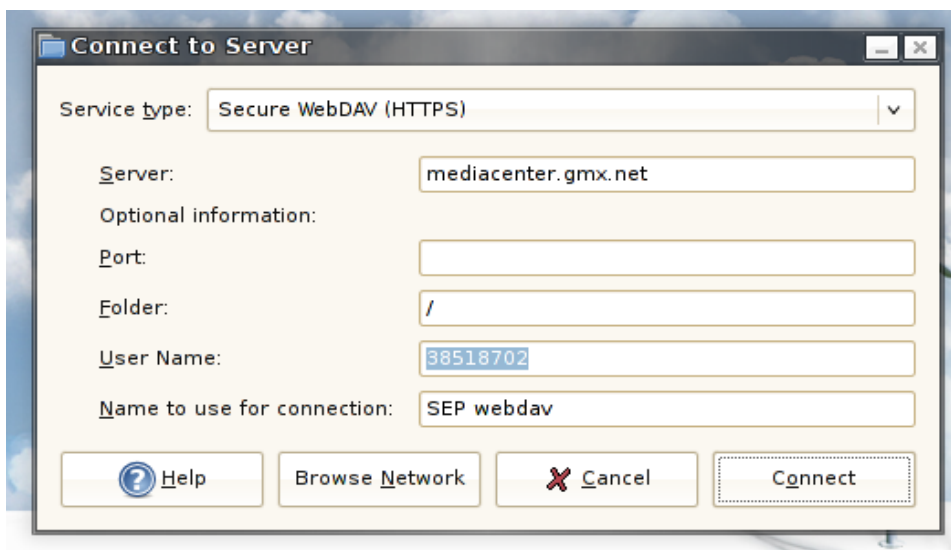 Connect to Server
Service type: Secure WebDAV (HTTPS)
Server: mediacenter.gmx.net
Optional information:
Port:
Folder: /
User Name: 38518702
Name to use for connection: SEP webdav
Help Browse Network Cancel Connect